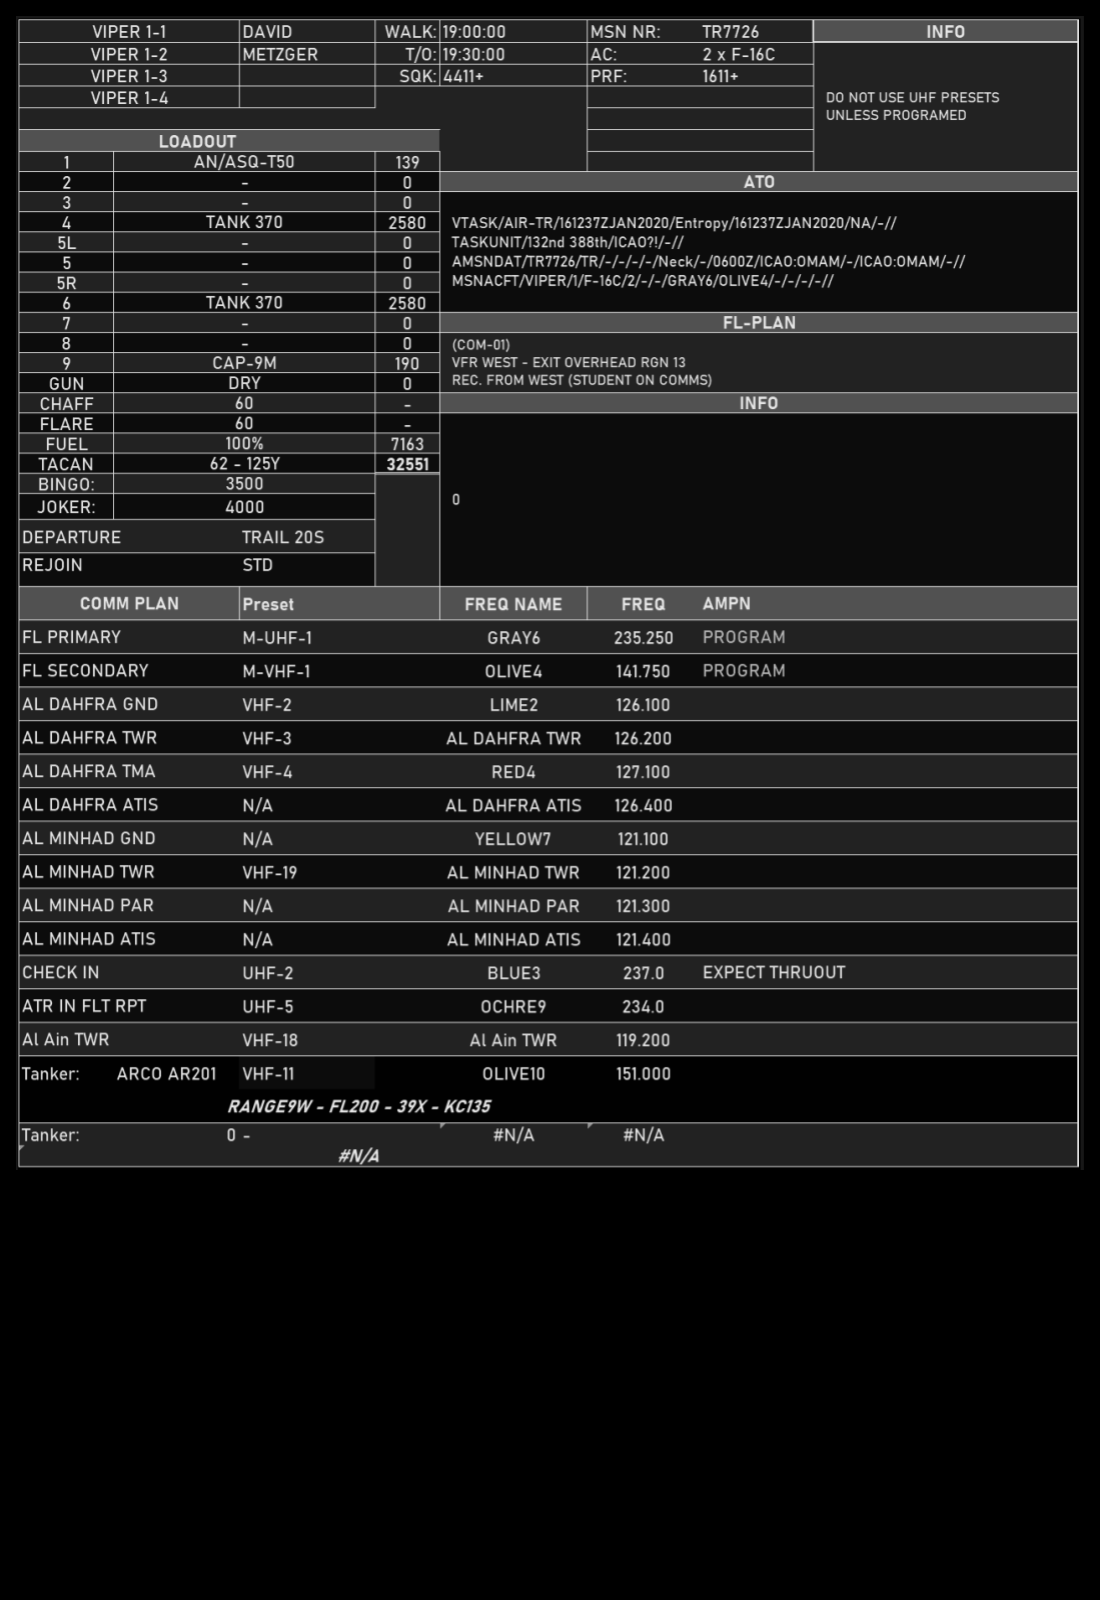 VIPER 1-1 DAVID WALK: 19:00:00 MSN NR: TR7726 INFO
VIPER 1-2 METZGER T/O: 19:30:00 AC: 2 x F-16C
VIPER 1-3 SQK: 4411+ PRF: 1611+
VIPER 1-4
DO NOT USE UHF PRESETS
UNLESS PROGRAMED
LOADOUT
1 AN/ASQ-T50 139
2 - 0
3 - 0
4 TANK 370 2580
5L - 0
5 - 0
5R - 0
6 TANK 370 2580
7 - 0
8 - 0
9 CAP-9M 190
GUN DRY 0
CHAFF 60 -
FLARE 60 -
FUEL 100% 7163
TACAN 62 - 125Y 32551
BINGO: 3500
JOKER: 4000
DEPARTURE TRAIL 20S
REJOIN STD
ATO
VTASK/AIR-TR/161237ZJAN2020/Entropy/161237ZJAN2020/NA/-//
TASKUNIT/132nd 388th/ICAO?!/-//
AMSNDAT/TR7726/TR/-/-/-/-/Neck/-/0600Z/ICAO:OMAM/-/ICAO:OMAM/-//
MSNACFT/VIPER/1/F-16C/2/-/-/GRAY6/OLIVE4/-/-/-/-//
FL-PLAN
(COM-01)
VFR WEST - EXIT OVERHEAD RGN 13
REC. FROM WEST (STUDENT ON COMMS)
INFO
0
COMM PLAN Preset FREQ NAME FREQ AMPN
FL PRIMARY M-UHF-1 GRAY6 235.250 PROGRAM
FL SECONDARY M-VHF-1 OLIVE4 141.750 PROGRAM
AL DAHFRA GND VHF-2 LIME2 126.100
AL DAHFRA TWR VHF-3 AL DAHFRA TWR 126.200
AL DAHFRA TMA VHF-4 RED4 127.100
AL DAHFRA ATIS N/A AL DAHFRA ATIS 126.400
AL MINHAD GND N/A YELLOW7 121.100
AL MINHAD TWR VHF-19 AL MINHAD TWR 121.200
AL MINHAD PAR N/A AL MINHAD PAR 121.300
AL MINHAD ATIS N/A AL MINHAD ATIS 121.400
CHECK IN UHF-2 BLUE3 237.0 EXPECT THRUOUT
ATR IN FLT RPT UHF-5 OCHRE9 234.0
Al Ain TWR VHF-18 Al Ain TWR 119.200
Tanker: ARCO AR201 VHF-11 OLIVE10 151.000
RANGE9W - FL200 - 39X - KC135
Tanker: 0 - #N/A #N/A
#N/A